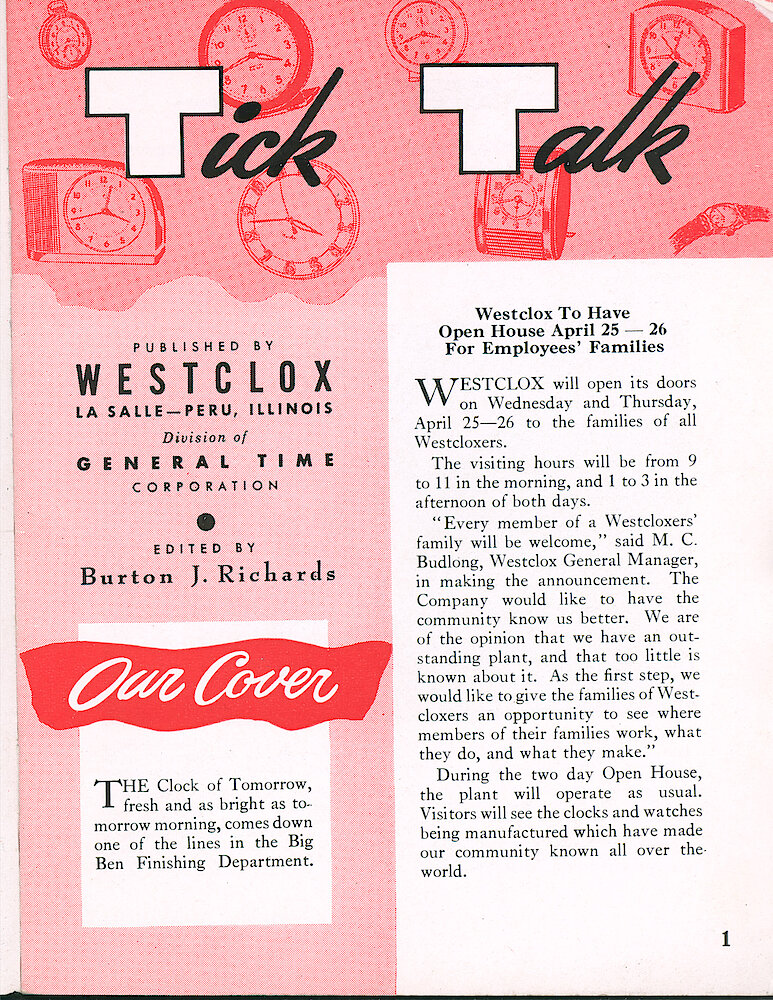 Tick Talk
PUBLISHED BY
WESTCLOX
LA SALLE—PERU, ILLINOIS
Division of
GENERAL TIME
CORPORATION
EDITED BY
Burton J. Richards
Our Cover
THE Clock of Tomorrow,
fresh and as bright as to-
morrow morning, comes down
one of the lines in the Big
Ben Finishing Department.
Westclox To Have
Open House April 25 — 26
For Employees' Families
WESTCLOX will open its doors
on Wednesday and Thursday,
April 25—26 to the families of all
Westcloxers.
The visiting hours will be from 9
to 11 in the morning, and 1 to 3 in the
afternoon of both days.
"Every member of a Westcloxers'
family will be welcome," said M. C.
Budlong, Westclox General Manager,
in making the announcement. The
Company would like to have the
community know us better. We are
of the opinion that we have an out-
standing plant, and that too little is
known about it. As the first step, we
would like to give the families of West-
cloxers an opportunity to see where
members of their families work, what
they do, and what they make."
During the two day Open House,
the plant will operate as usual.
Visitors will see the clocks and watches
being manufactured which have made
our community known all over the
world.
1